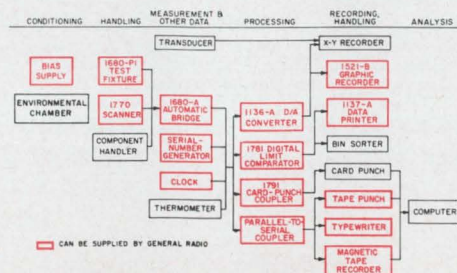 CONDITIONING
HANDLING
MEASUREMENT &
OTHER DATA
PROCESSING
RECORDING,
HANDLING
ANALYSIS
TRANSDUCER
X-Y RECORDER
BIAS
SUPPLY
1680-P1
TEST
FIXTURE
1521-B
GRAPHIC
RECORDER
ENVIRONMENTAL
CHAMBER
1770
SCANNER
1680-A
AUTOMATIC
BRIDGE
1136-A D/A
CONVERTER
1137-A
DATA
PRINTER
COMPONENT
HANDLER
SERIAL-
NUMBER
GENERATOR
1781 DIGITAL
LIMIT
COMPARATOR
BIN SORTER
CLOCK
1791
CARD-PUNCH
COUPLER
CARD PUNCH
TAPE PUNCH
THERMOMETER
PARALLEL-TO-
SERIAL
COUPLER
TYPEWRITER
COMPUTER
MAGNETIC
TAPE
RECORDER
CAN BE SUPPLIED BY GENERAL RADIO